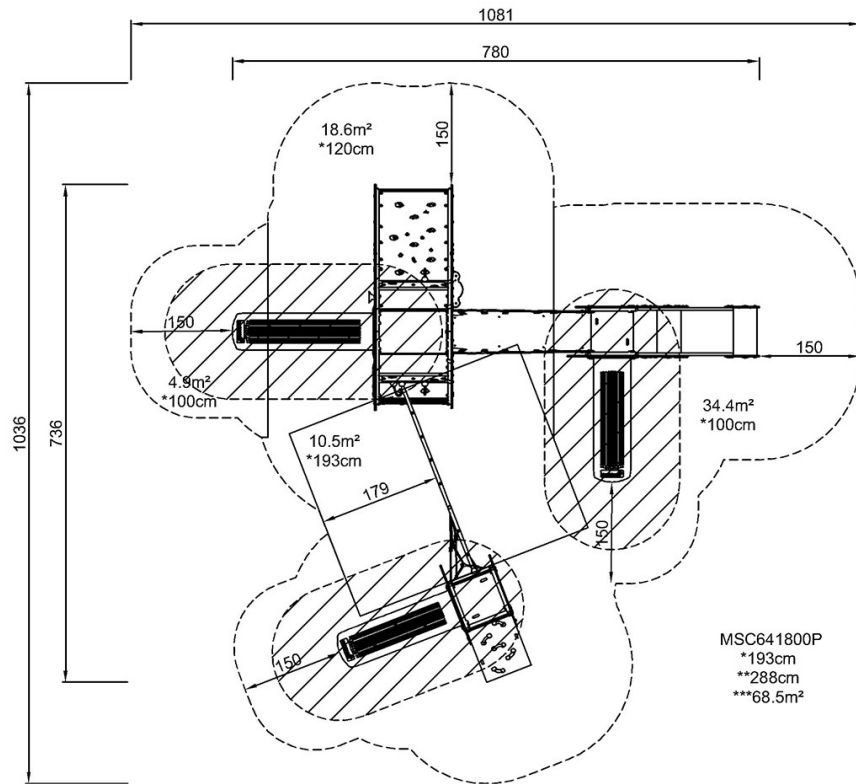 1081
780
18.6m²
*120cm
150
150
4.9m²
*100cm
150
34.4m²
*100cm
10.5m²
*193cm
1036
736
179
150
150
MSC641800P
*193cm
**288cm
***68.5m²